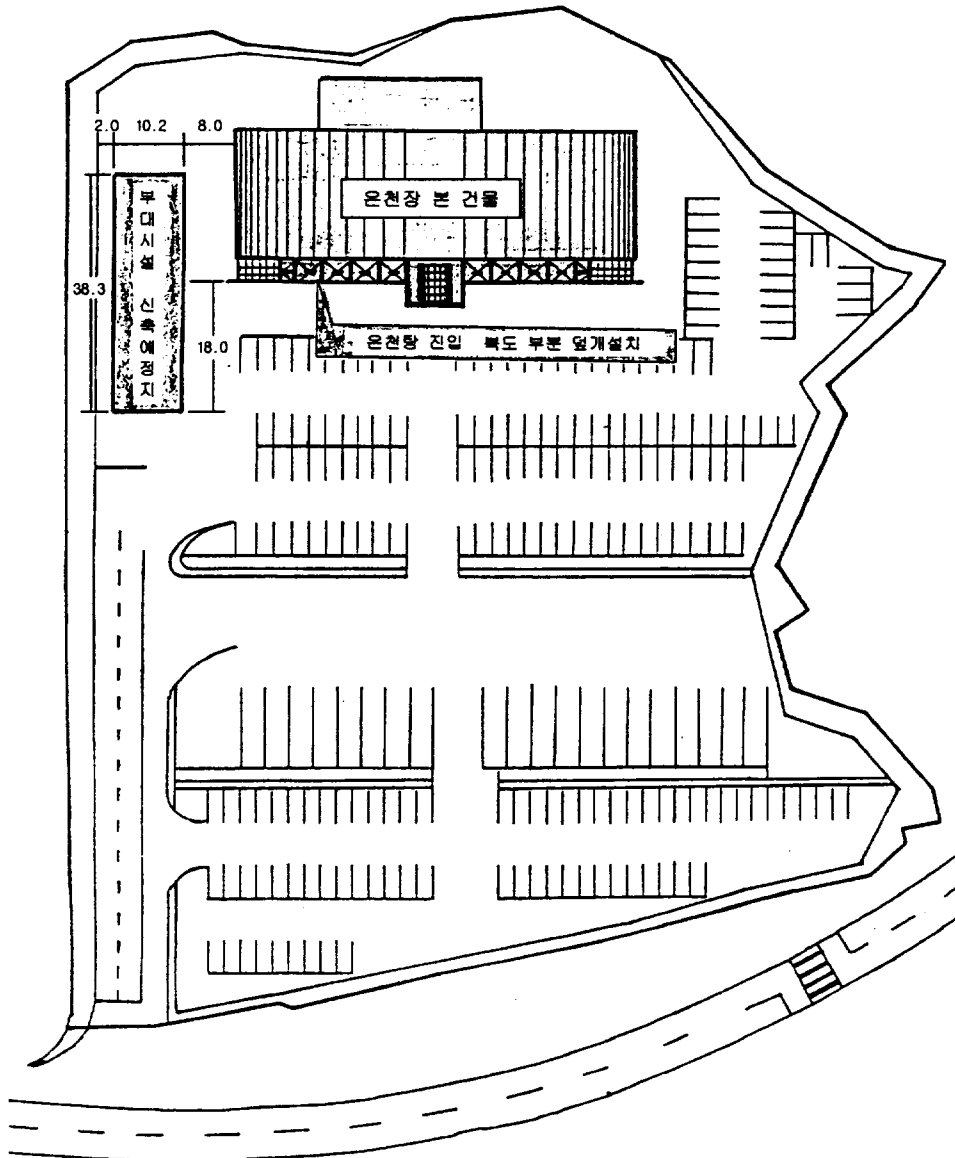 2.0 10.2 8.0
온천장 본 건물
부대시설 신축예정지
38.3
18.0
온천장 진입 복도 부분 덮개설치